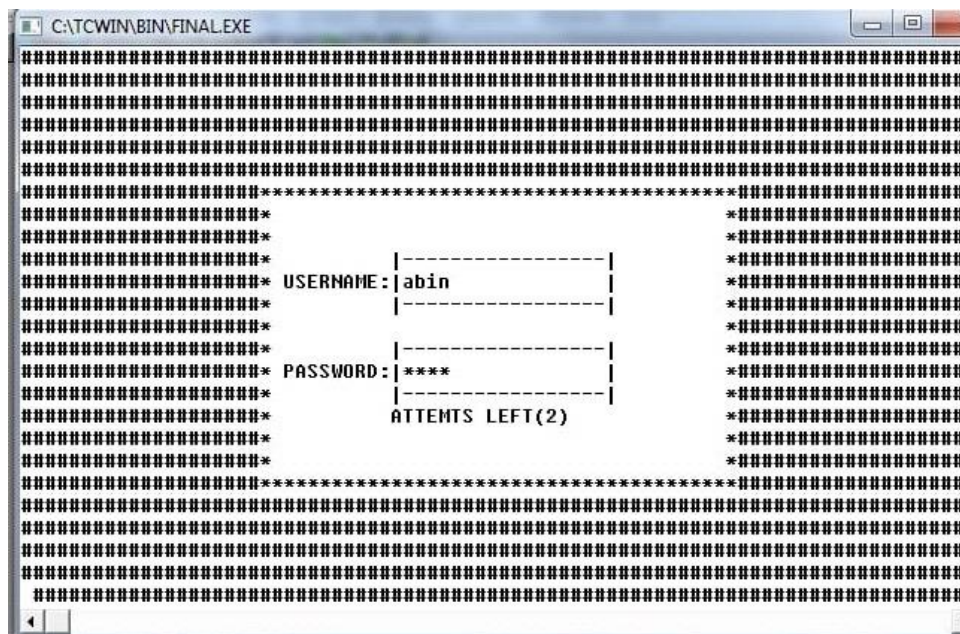 C:\TCWIN\BIN\FINAL.EXE
###############################################################################
###############################################################################
###############################################################################
###############################################################################
###############################################################################
###############################################################################
####################****************************************####################
####################* *###################
####################* *###################
####################* |-----------------| *###################
####################* USERNAME:|abin | *###################
####################* |-----------------| *###################
####################* *###################
####################* |-----------------| *###################
####################* PASSWORD:|**** | *###################
####################* |-----------------| *###################
####################* ATTEMTS LEFT(2) *###################
####################* *###################
####################* *###################
####################****************************************####################
###############################################################################
###############################################################################
###############################################################################
###############################################################################
##############################################################################